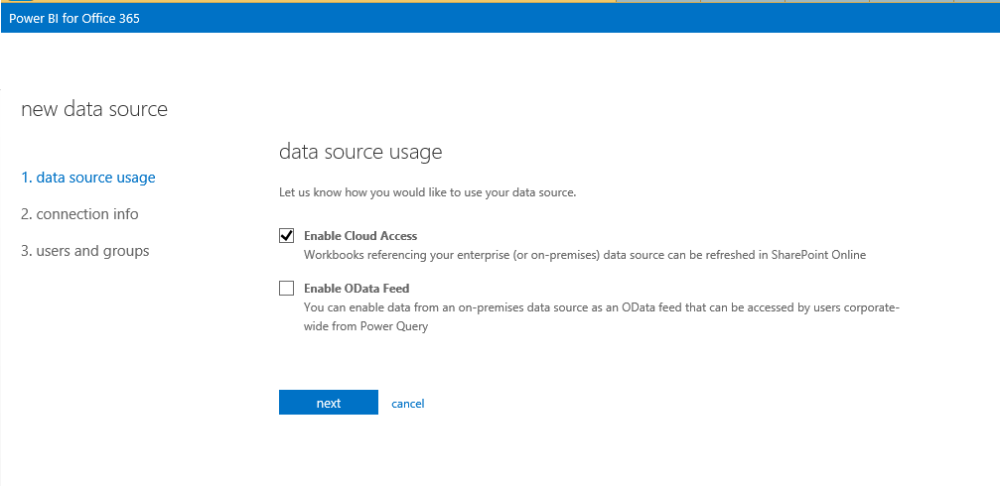 Power BI for Office 365
new data source
1. data source usage
2. connection info
3. users and groups
data source usage
Let us know how you would like to use your data source.
Enable Cloud Access
Workbooks referencing your enterprise (or on-premises) data source can be refreshed in SharePoint Online
Enable OData Feed
You can enable data from an on-premises data source as an OData feed that can be accessed by users corporate-
wide from Power Query
next
cancel